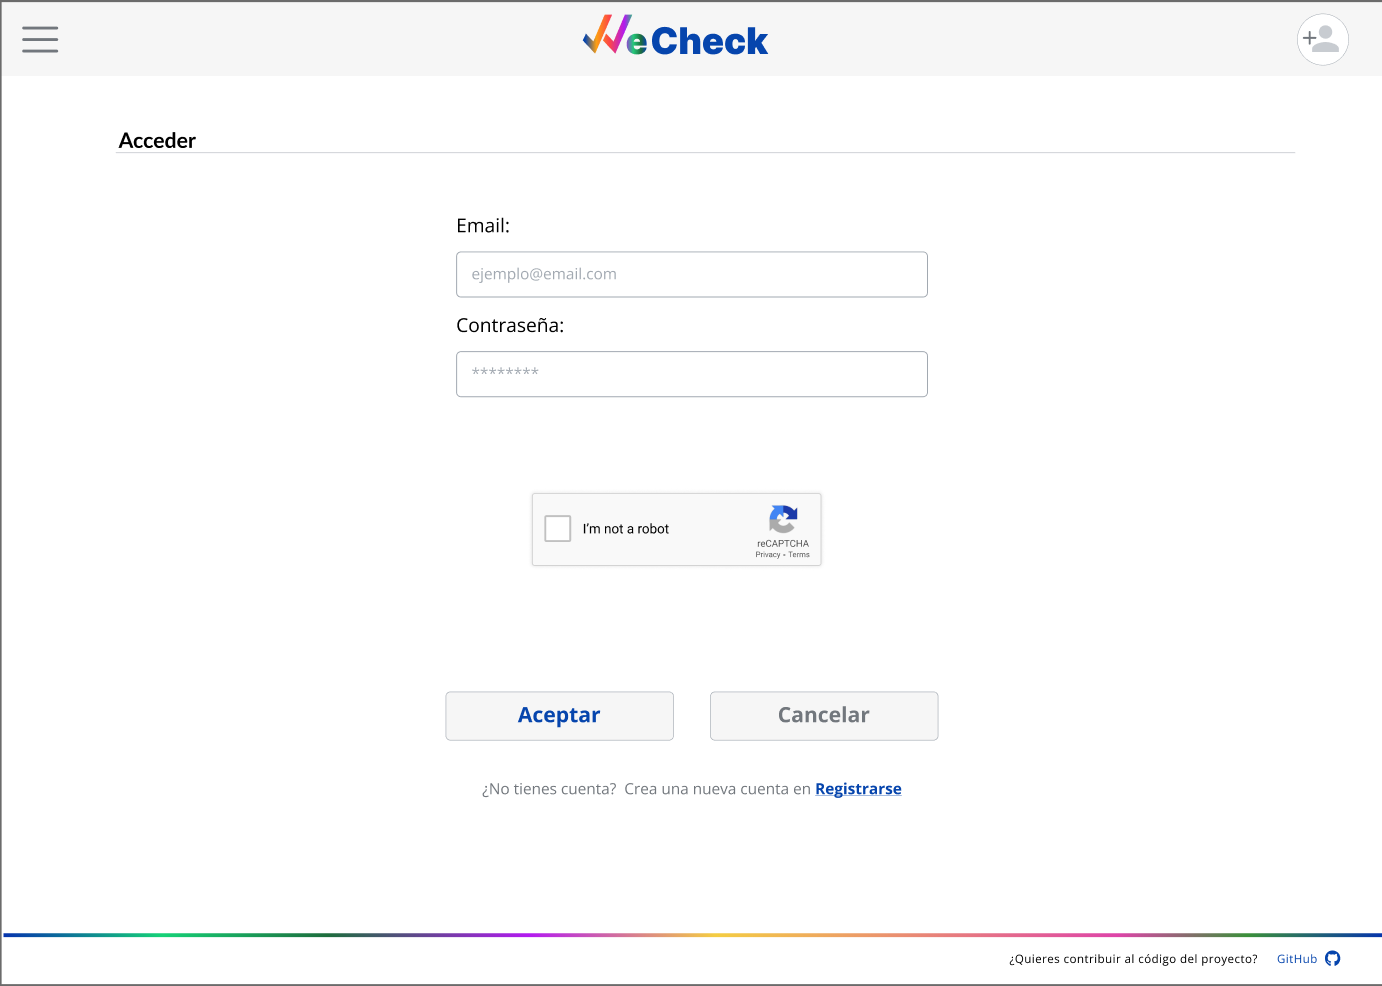 WeCheck
Acceder
Email:
ejemplo@email.com
Contraseña:
********
I'm not a robot
reCAPTCHA
Privacy - Terms
Aceptar
Cancelar
¿No tienes cuenta? Crea una nueva cuenta en Registrarse
¿Quieres contribuir al código del proyecto? GitHub